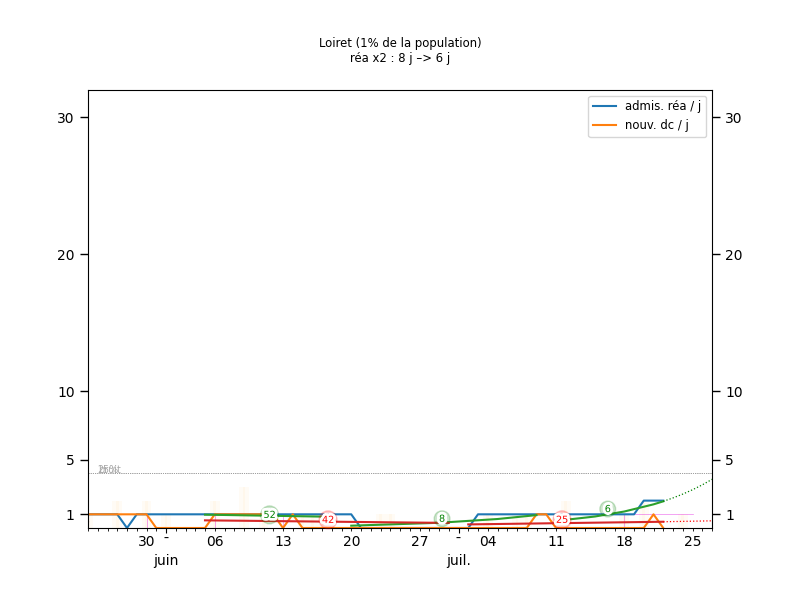 Loiret (1% de la population)
réa x2 : 8 j –> 6 j
admis. réa / j
nouv. dc / j
30 30
20 20
10 10
5 5
1 1
52 42 8 25 6
30 - 06 13 20 27 - 04 11 18 25
juin juil.